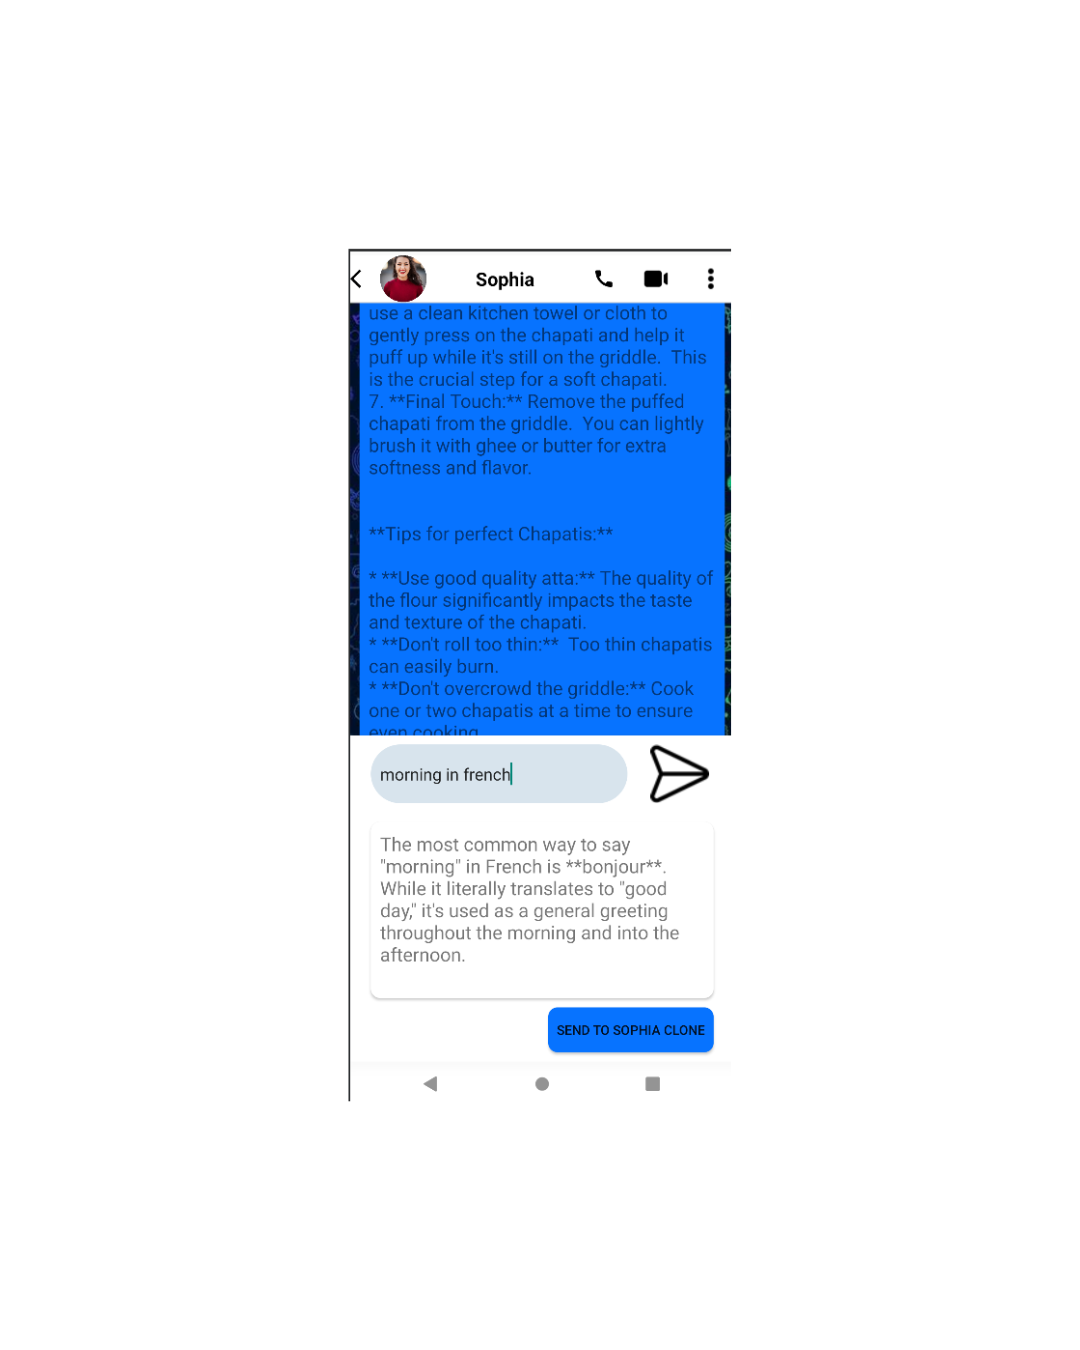 Sophia
use a clean kitchen towel or cloth to
gently press on the chapati and help it
puff up while it's still on the griddle.  This
is the crucial step for a soft chapati.
7. **Final Touch:** Remove the puffed
chapati from the griddle.  You can lightly
brush it with ghee or butter for extra
softness and flavor.
**Tips for perfect Chapatis:**
* **Use good quality atta:** The quality of
the flour significantly impacts the taste
and texture of the chapati.
* **Don't roll too thin:**  Too thin chapatis
can easily burn.
* **Don't overcrowd the griddle:** Cook
one or two chapatis at a time to ensure
even cooking
morning in french
The most common way to say
"morning" in French is **bonjour**.
While it literally translates to "good
day," it's used as a general greeting
throughout the morning and into the
afternoon.
SEND TO SOPHIA CLONE